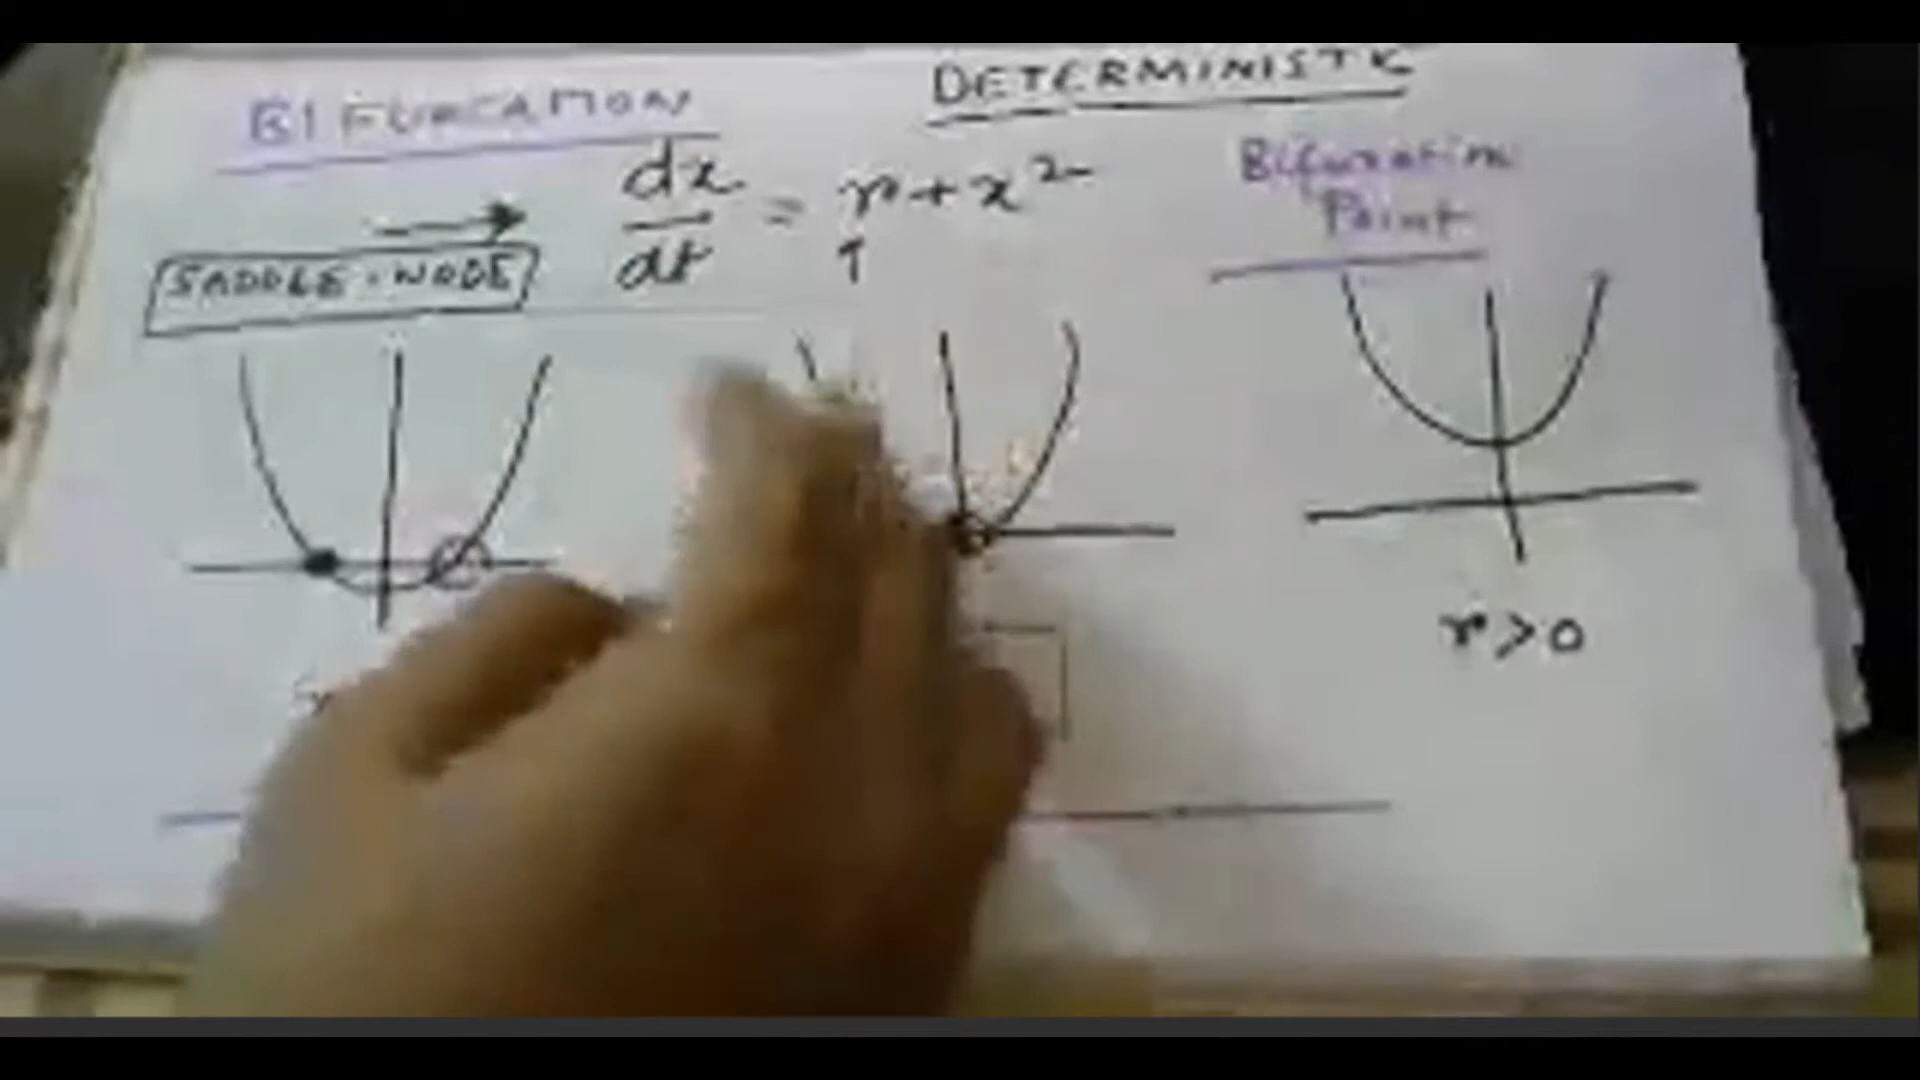 BIFURCATION
DETERMINISTIC
dx/dt = r + x²
↑
Bifurcation
Point
SADDLE-NODE
r > 0